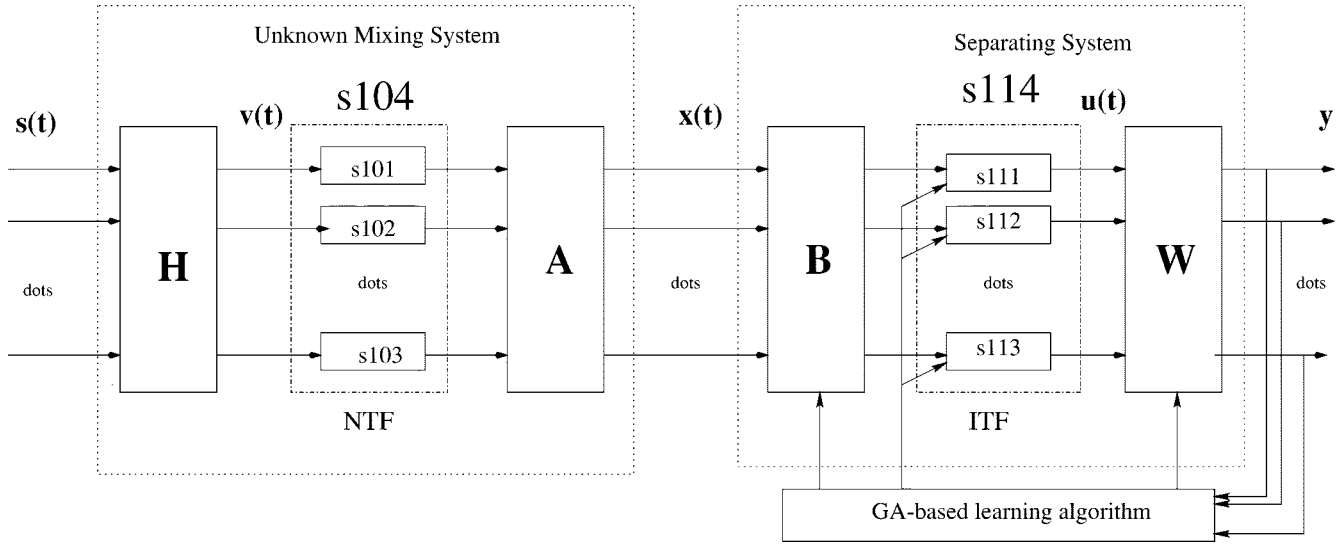 Unknown Mixing System
Separating System
s(t)
v(t)
s104
x(t)
s114
u(t)
y
s101
s111
s102
s112
H
A
B
W
dots
dots
dots
dots
dots
s103
s113
NTF
ITF
GA-based learning algorithm